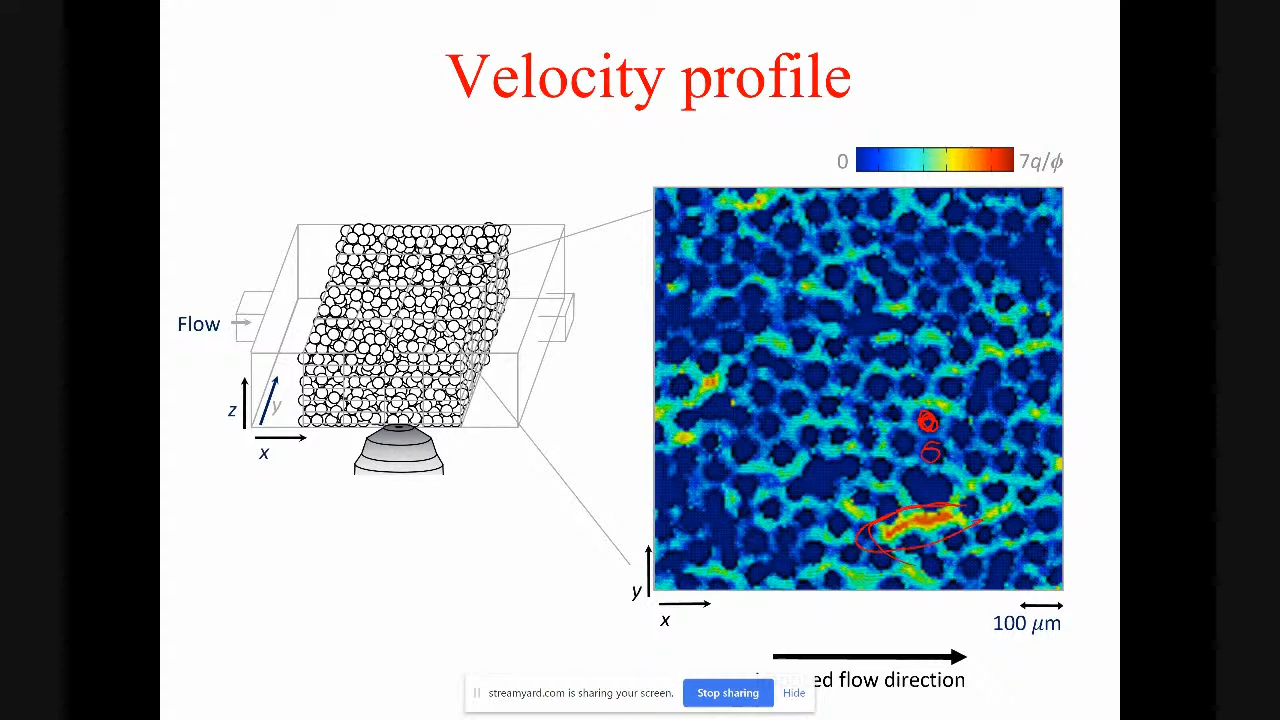 Velocity profile
0 7q/ϕ
Flow
z
y
x
y
x
100 μm
flow direction
streamyard.com is sharing your screen. Stop sharing Hide